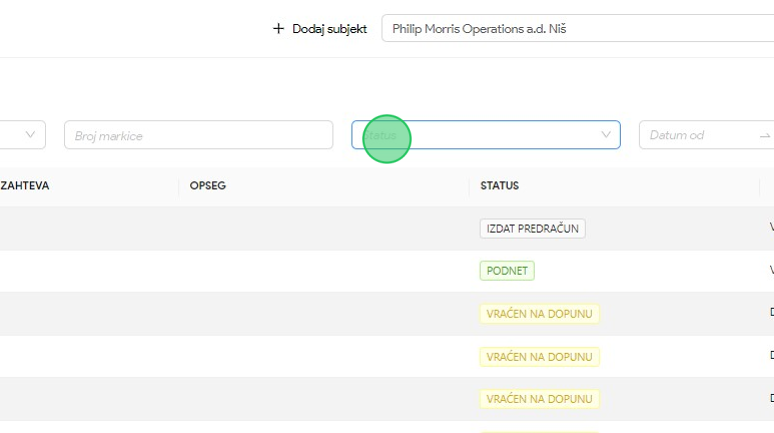 + Dodaj subjekt
Philip Morris Operations a.d. Niš
Broj markice
Status
Datum od
ZAHTEVA
OPSEG
STATUS
IZDAT PREDRAČUN
PODNET
VRAĆEN NA DOPUNU
VRAĆEN NA DOPUNU
VRAĆEN NA DOPUNU